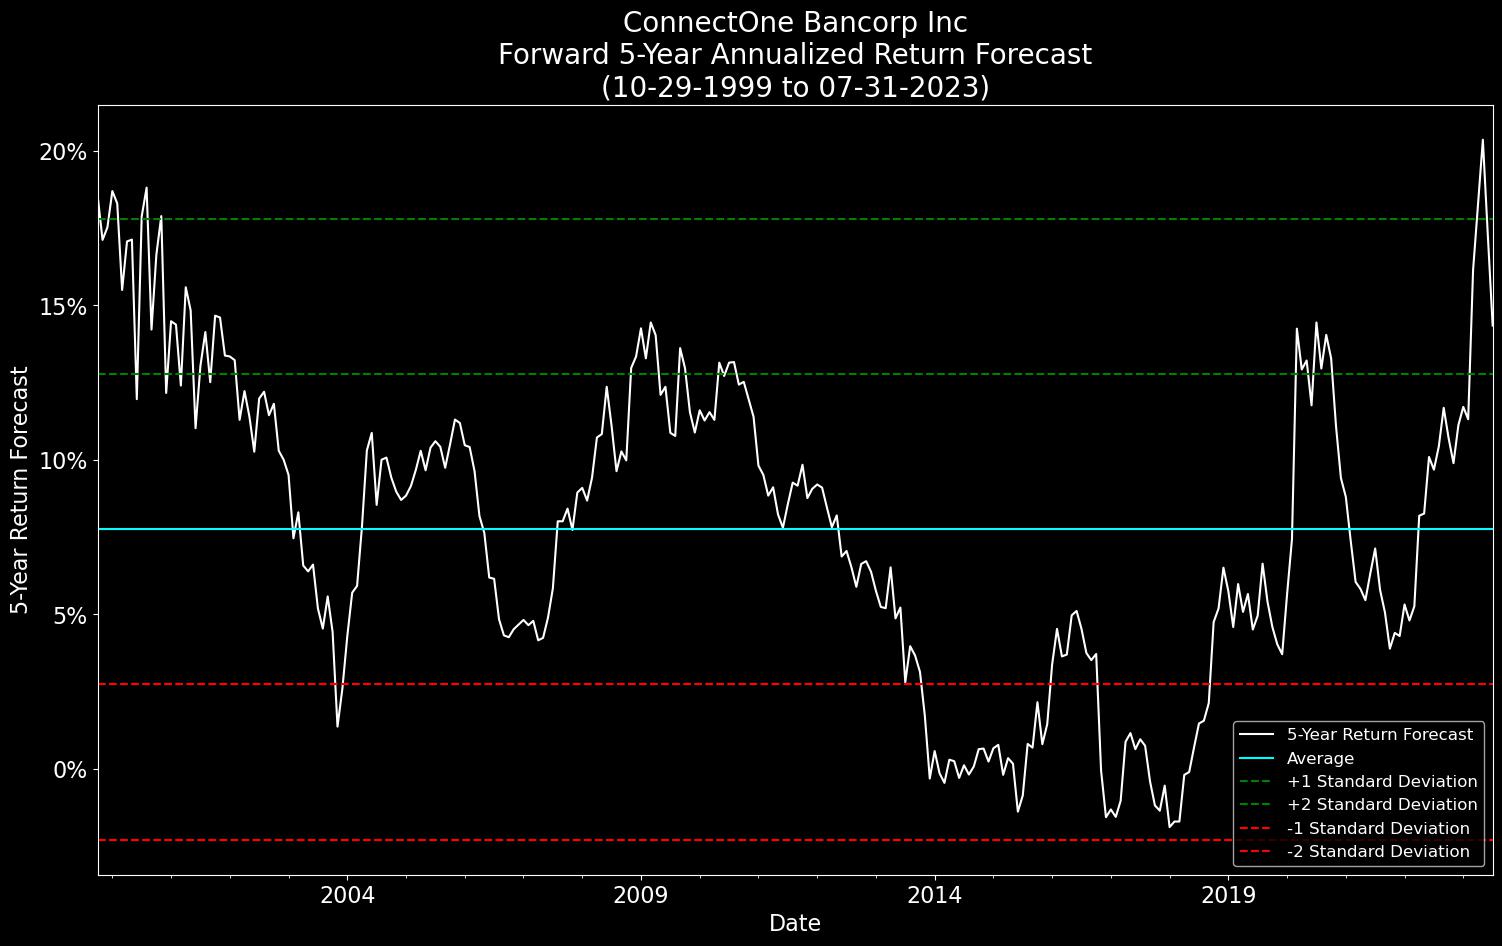 ConnectOne Bancorp Inc
Forward 5-Year Annualized Return Forecast
(10-29-1999 to 07-31-2023)
5-Year Return Forecast
20%
15%
10%
5%
0%
2004
2009
2014
2019
Date
5-Year Return Forecast
Average
+1 Standard Deviation
+2 Standard Deviation
-1 Standard Deviation
-2 Standard Deviation